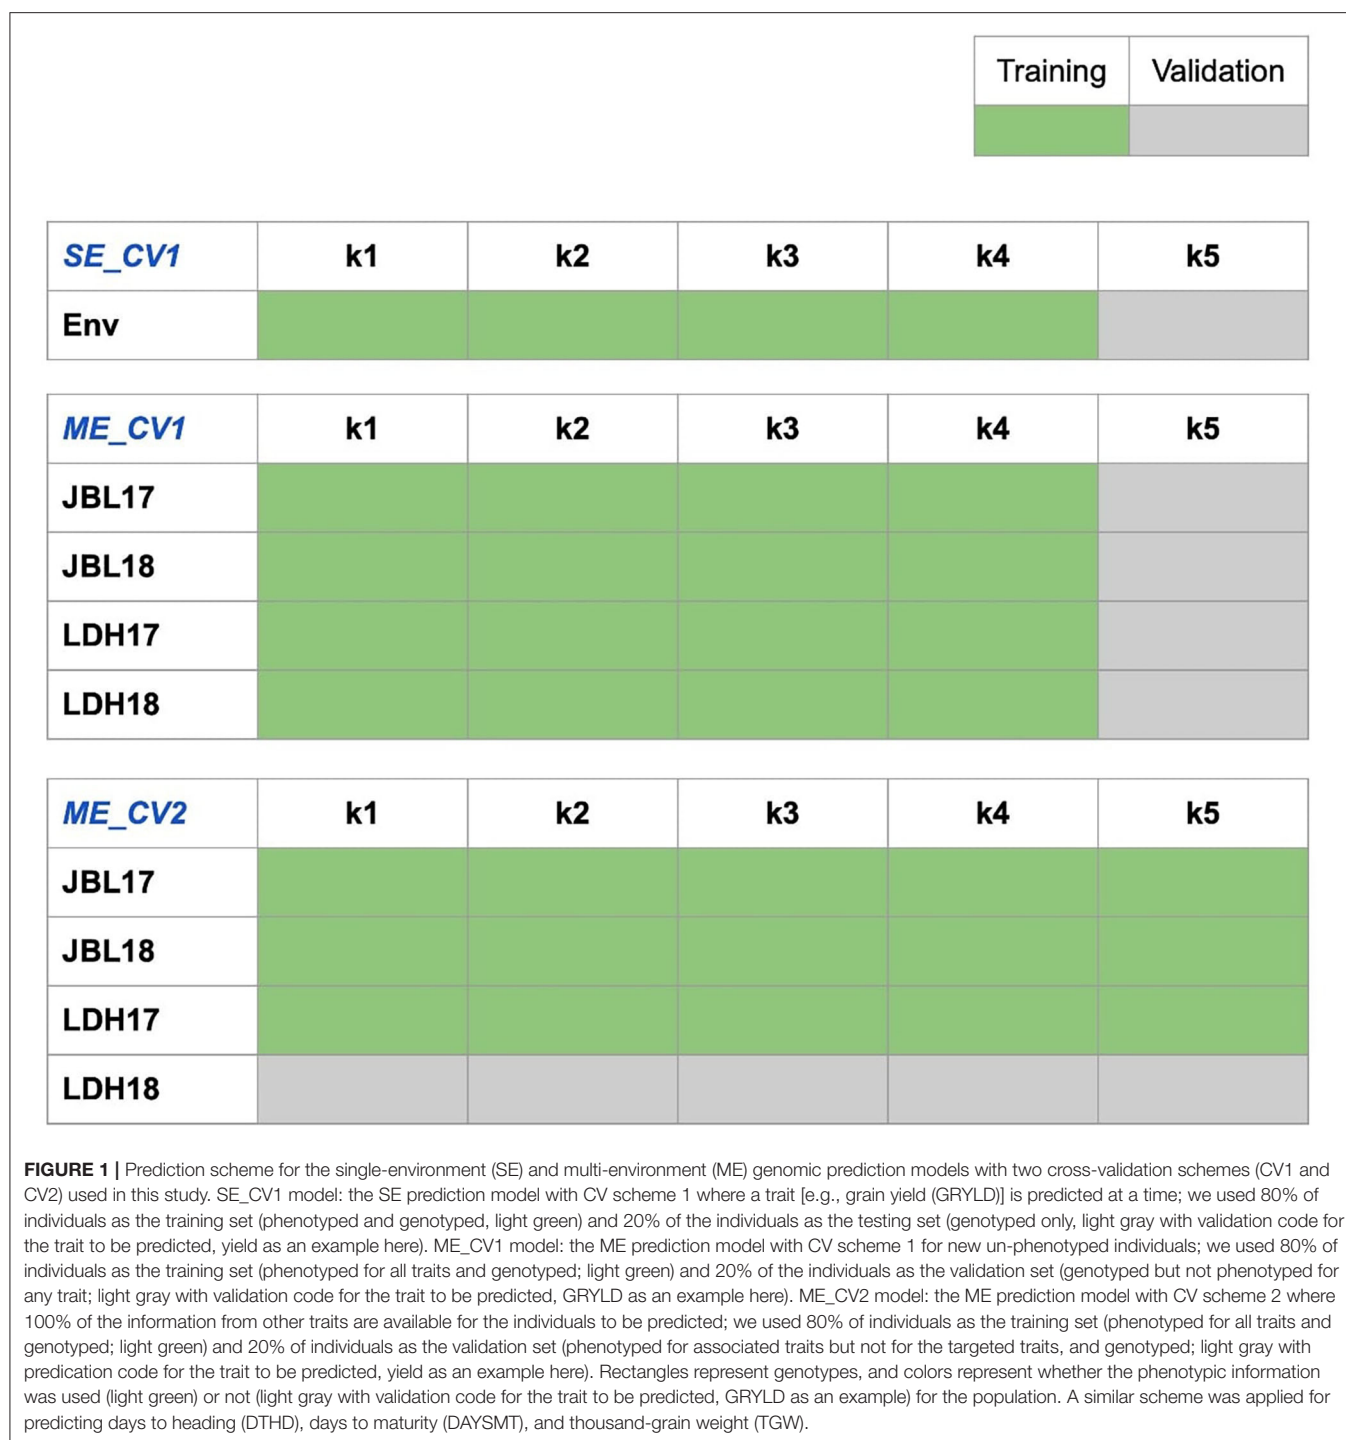 Training Validation
SE_CV1 k1 k2 k3 k4 k5
Env
ME_CV1 k1 k2 k3 k4 k5
JBL17
JBL18
LDH17
LDH18
ME_CV2 k1 k2 k3 k4 k5
JBL17
JBL18
LDH17
LDH18
FIGURE 1 | Prediction scheme for the single-environment (SE) and multi-environment (ME) genomic prediction models with two cross-validation schemes (CV1 and
CV2) used in this study. SE_CV1 model: the SE prediction model with CV scheme 1 where a trait [e.g., grain yield (GRYLD)] is predicted at a time; we used 80% of
individuals as the training set (phenotyped and genotyped, light green) and 20% of the individuals as the testing set (genotyped only, light gray with validation code for
the trait to be predicted, yield as an example here). ME_CV1 model: the ME prediction model with CV scheme 1 for new un-phenotyped individuals; we used 80% of
individuals as the training set (phenotyped for all traits and genotyped; light green) and 20% of the individuals as the validation set (genotyped but not phenotyped for
any trait; light gray with validation code for the trait to be predicted, GRYLD as an example here). ME_CV2 model: the ME prediction model with CV scheme 2 where
100% of the information from other traits are available for the individuals to be predicted; we used 80% of individuals as the training set (phenotyped for all traits and
genotyped; light green) and 20% of individuals as the validation set (phenotyped for associated traits but not for the targeted traits, and genotyped; light gray with
predication code for the trait to be predicted, yield as an example here). Rectangles represent genotypes, and colors represent whether the phenotypic information
was used (light green) or not (light gray with validation code for the trait to be predicted, GRYLD as an example) for the population. A similar scheme was applied for
predicting days to heading (DTHD), days to maturity (DAYSMT), and thousand-grain weight (TGW).